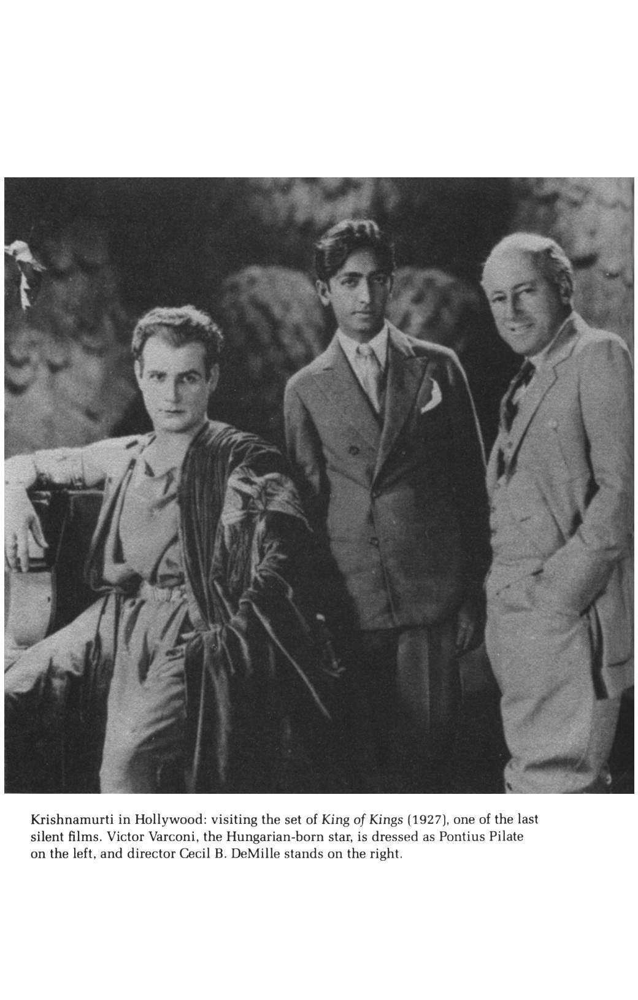 Krishnamurti in Hollywood: visiting the set of King of Kings (1927), one of the last
silent films. Victor Varconi, the Hungarian-born star, is dressed as Pontius Pilate
on the left, and director Cecil B. DeMille stands on the right.